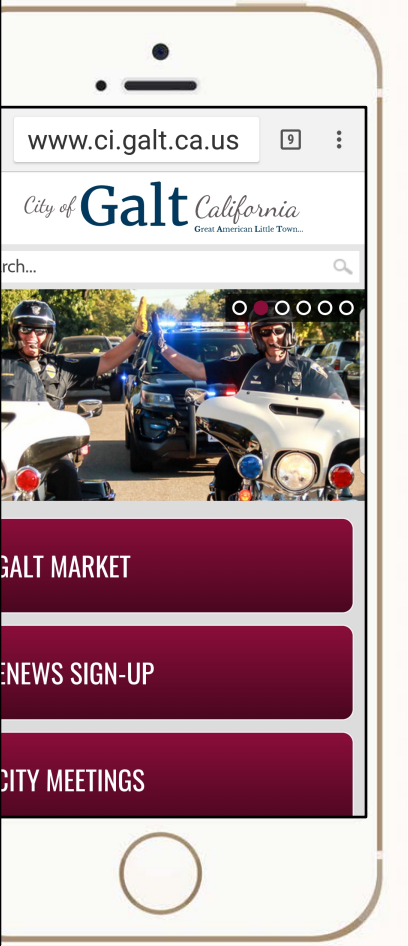 www.ci.galt.ca.us
9
City of Galt California
Great American Little Town...
rch...
GALT MARKET
ENEWS SIGN-UP
CITY MEETINGS